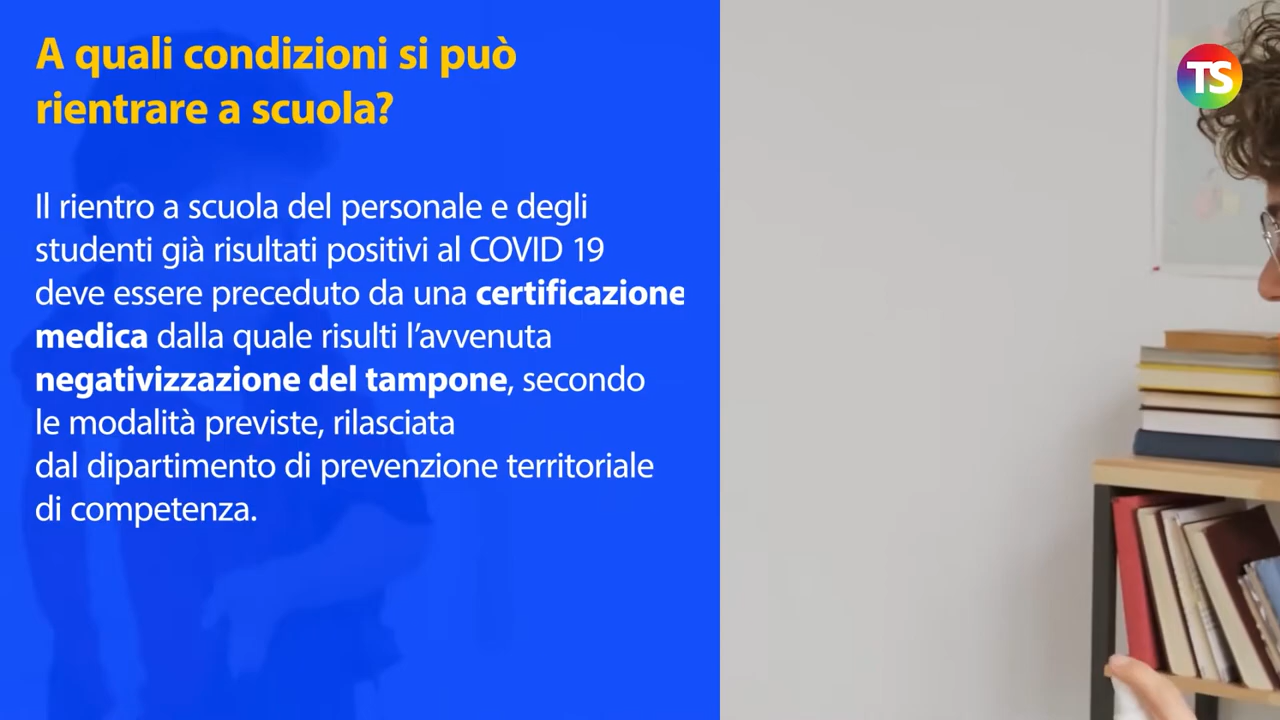 A quali condizioni si può
rientrare a scuola?
Il rientro a scuola del personale e degli
studenti già risultati positivi al COVID 19
deve essere preceduto da una certificazione
medica dalla quale risulti l’avvenuta
negativizzazione del tampone, secondo
le modalità previste, rilasciata
dal dipartimento di prevenzione territoriale
di competenza.
TS